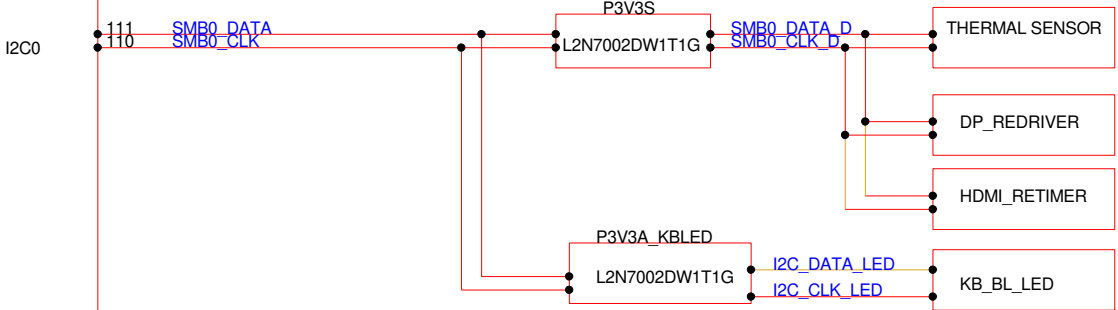 P3V3S
111 SMB0_DATA SMB0_DATA_D THERMAL SENSOR
I2C0 110 SMB0_CLK L2N7002DW1T1G SMB0_CLK_D
DP_REDRIVER
HDMI_RETIMER
P3V3A_KBLED
I2C_DATA_LED
L2N7002DW1T1G KB_BL_LED
I2C_CLK_LED